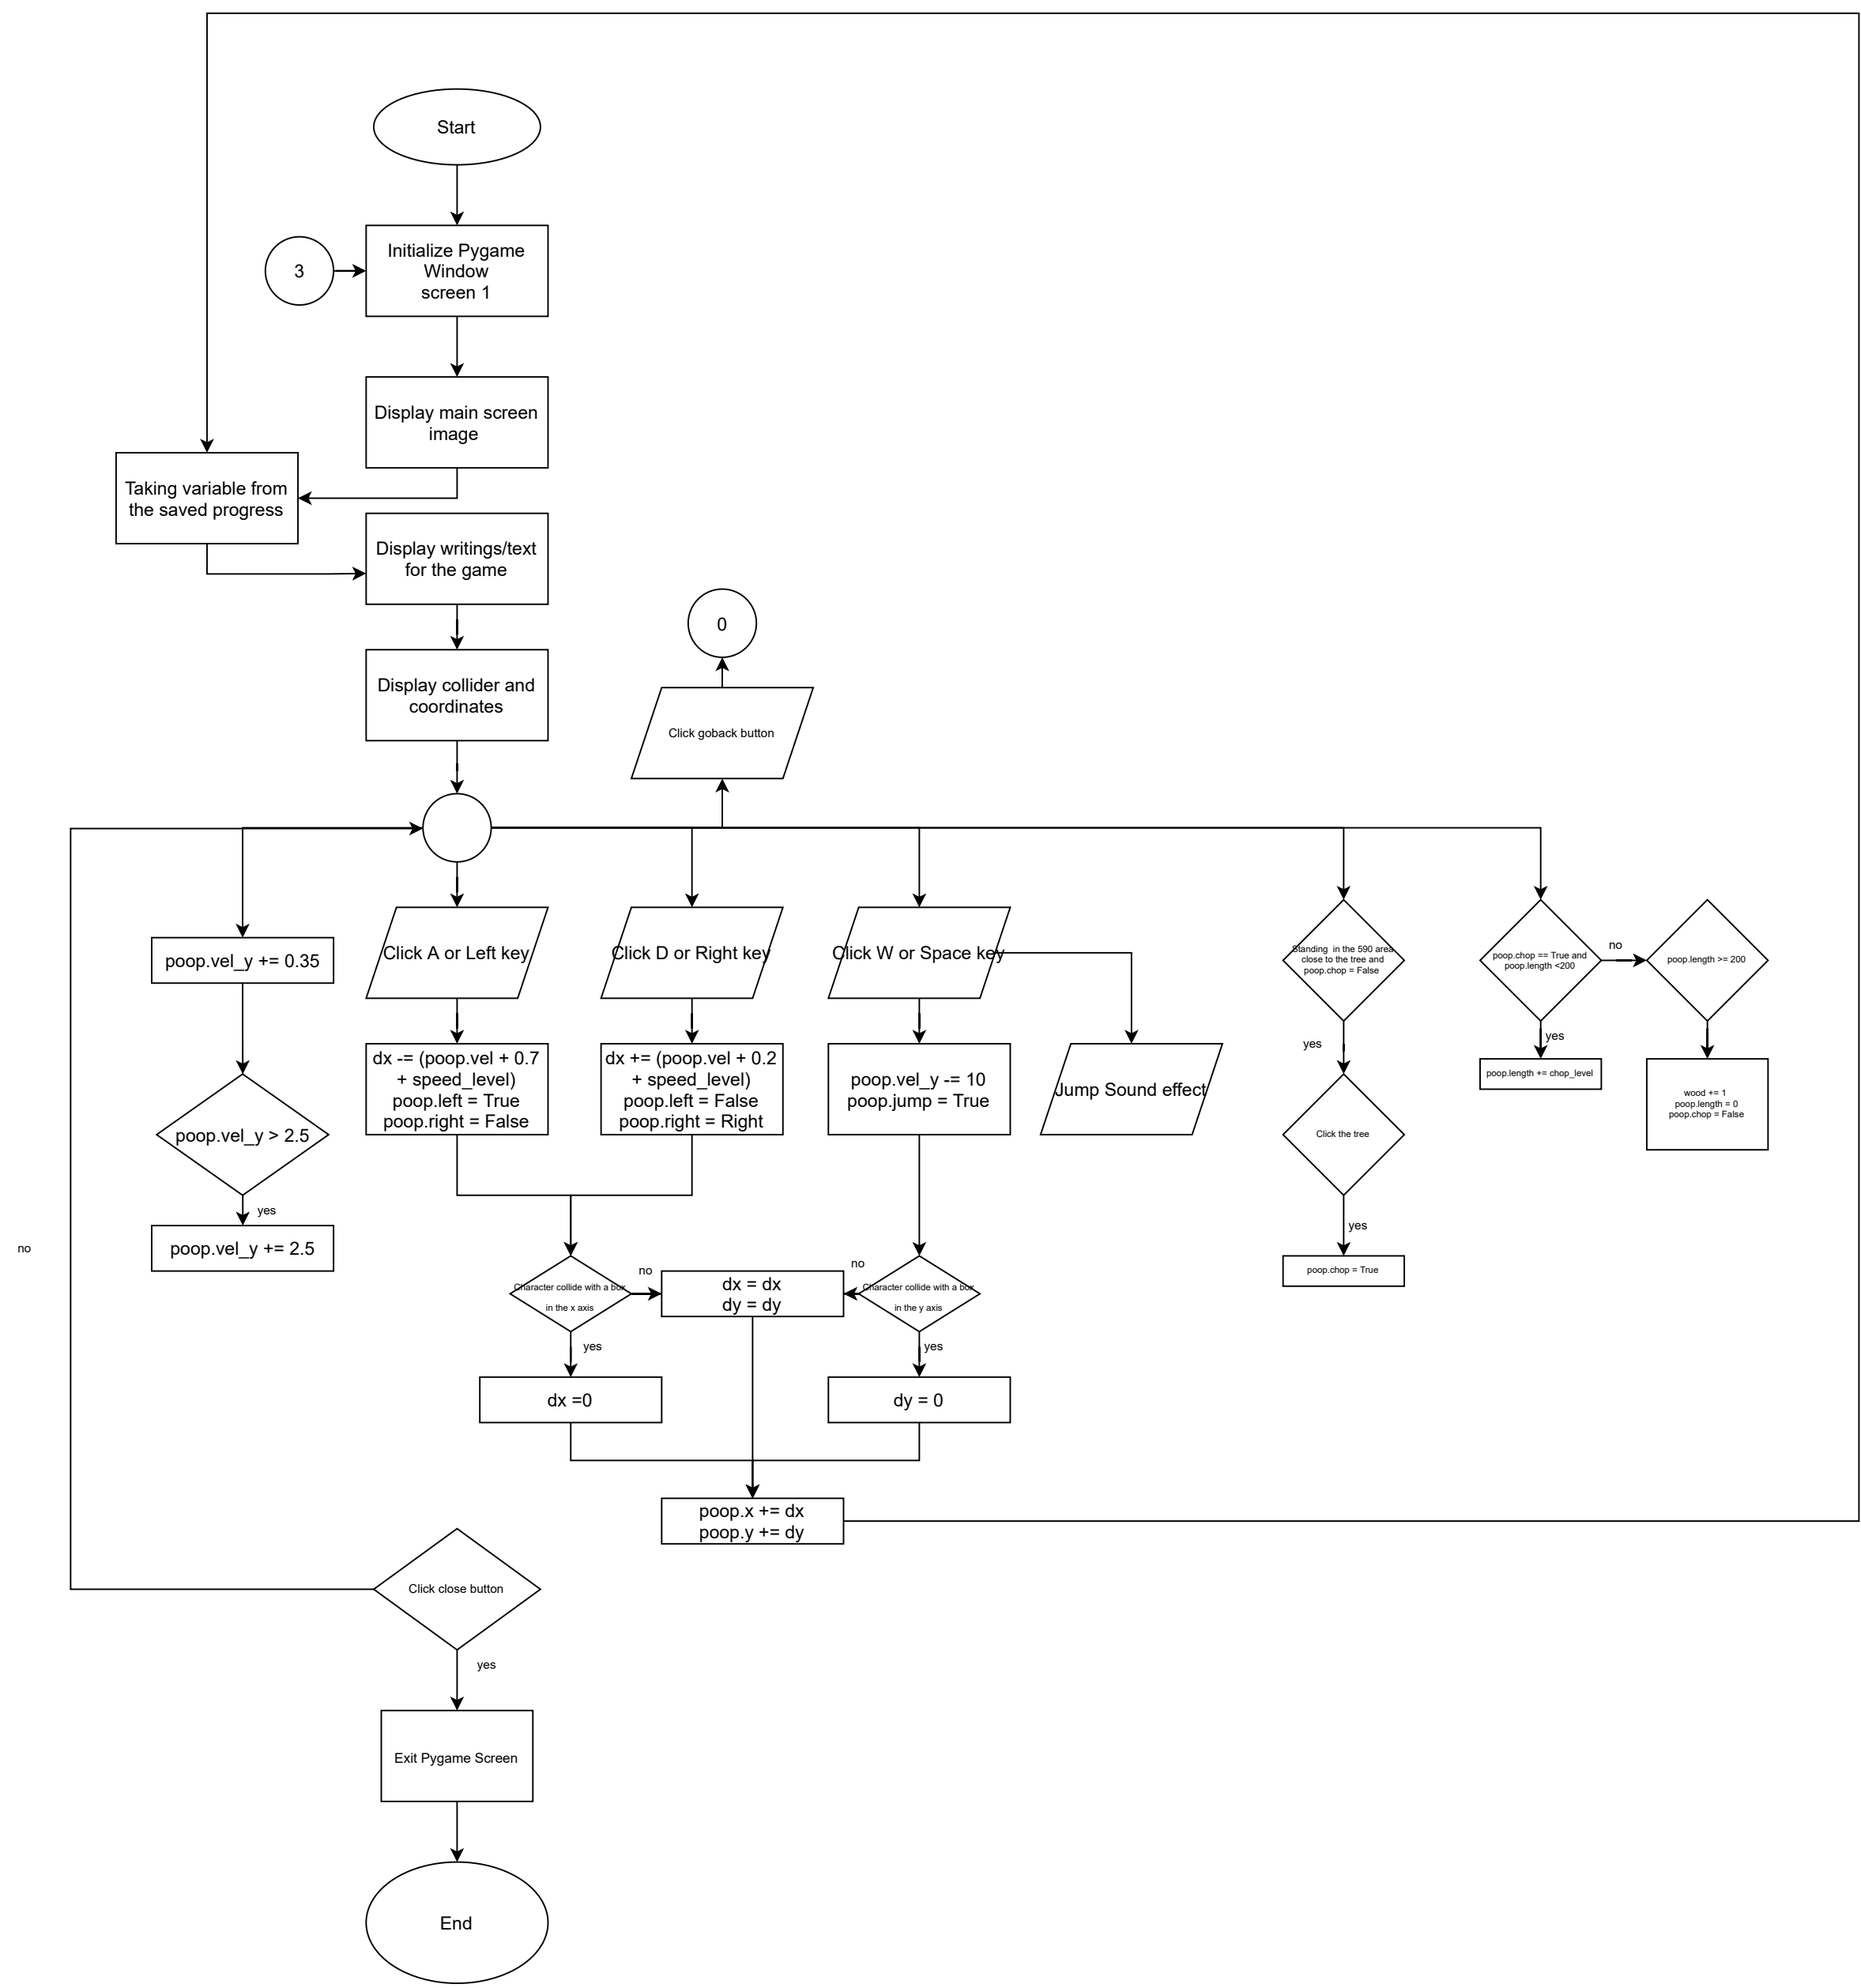 Start
3
Initialize Pygame
Window
screen 1
Display main screen
image
Taking variable from
the saved progress
Display writings/text
for the game
0
Display collider and
coordinates
Click goback button
poop.vel_y += 0.35
Click A or Left key
Click D or Right key
Click W or Space key
Standing  in the 590 area
close to the tree and
poop.chop = False
poop.chop == True and
poop.length <200
no
poop.length >= 200
dx -= (poop.vel + 0.7
+ speed_level)
poop.left = True
poop.right = False
dx += (poop.vel + 0.2
+ speed_level)
poop.left = False
poop.right = Right
poop.vel_y -= 10
poop.jump = True
Jump Sound effect
yes
yes
poop.length += chop_level
wood += 1
poop.length = 0
poop.chop = False
poop.vel_y > 2.5
Click the tree
yes
poop.vel_y += 2.5
no
yes
poop.chop = True
Character collide with a box
in the x axis
no
dx = dx
dy = dy
no
Character collide with a box
in the y axis
yes
yes
dx =0
dy = 0
poop.x += dx
poop.y += dy
Click close button
yes
Exit Pygame Screen
End